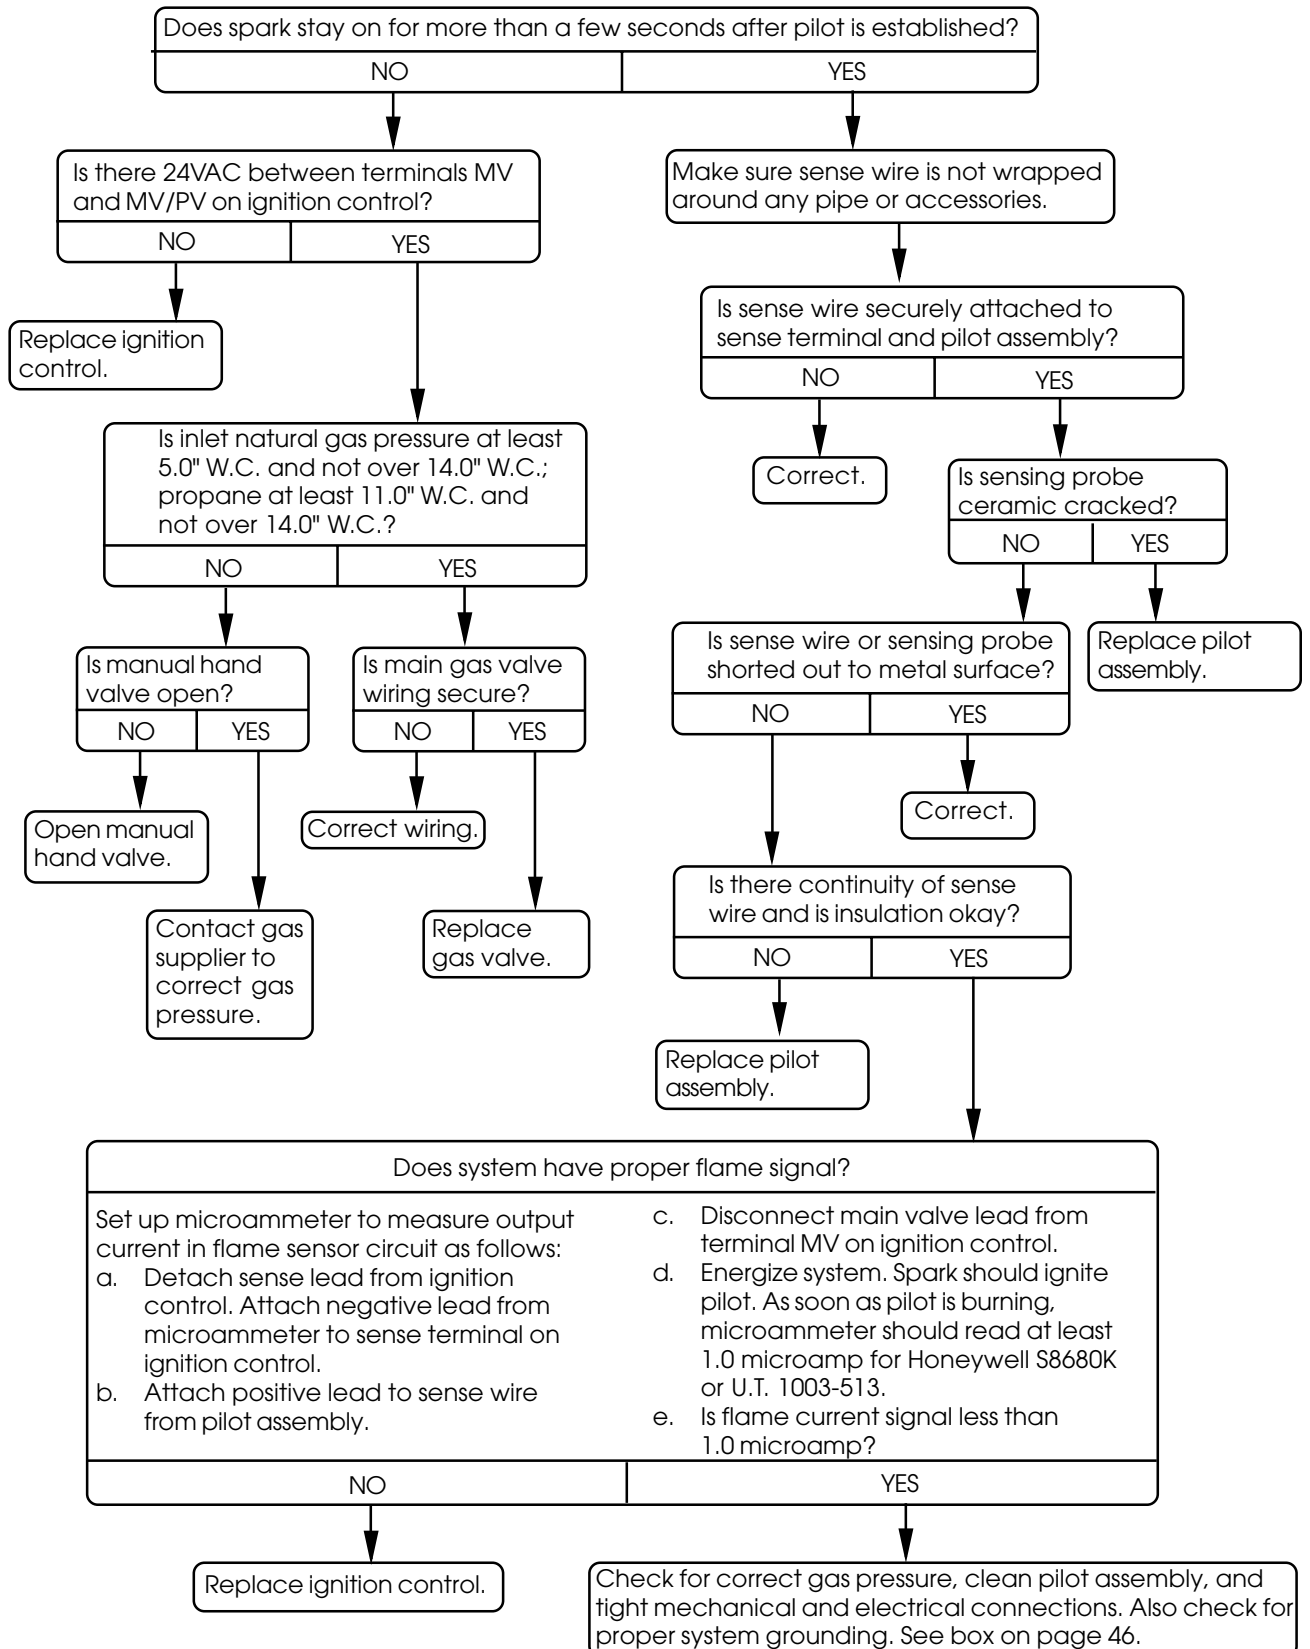 Does spark stay on for more than a few seconds after pilot is established?
NO
YES
Is there 24VAC between terminals MV
and MV/PV on ignition control?
NO
YES
Replace ignition
control.
Is inlet natural gas pressure at least
5.0" W.C. and not over 14.0" W.C.;
propane at least 11.0" W.C. and
not over 14.0" W.C.?
NO
YES
Is manual hand
valve open?
NO
YES
Open manual
hand valve.
Contact gas
supplier to
correct gas
pressure.
Is main gas valve
wiring secure?
NO
YES
Correct wiring.
Replace
gas valve.
Make sure sense wire is not wrapped
around any pipe or accessories.
Is sense wire securely attached to
sense terminal and pilot assembly?
NO
YES
Correct.
Is sensing probe
ceramic cracked?
NO
YES
Replace pilot
assembly.
Is sense wire or sensing probe
shorted out to metal surface?
NO
YES
Correct.
Is there continuity of sense
wire and is insulation okay?
NO
YES
Replace pilot
assembly.
Does system have proper flame signal?
Set up microammeter to measure output
current in flame sensor circuit as follows:
a. Detach sense lead from ignition
control. Attach negative lead from
microammeter to sense terminal on
ignition control.
b. Attach positive lead to sense wire
from pilot assembly.
c. Disconnect main valve lead from
terminal MV on ignition control.
d. Energize system. Spark should ignite
pilot. As soon as pilot is burning,
microammeter should read at least
1.0 microamp for Honeywell S8680K
or U.T. 1003-513.
e. Is flame current signal less than
1.0 microamp?
NO
YES
Replace ignition control.
Check for correct gas pressure, clean pilot assembly, and
tight mechanical and electrical connections. Also check for
proper system grounding. See box on page 46.